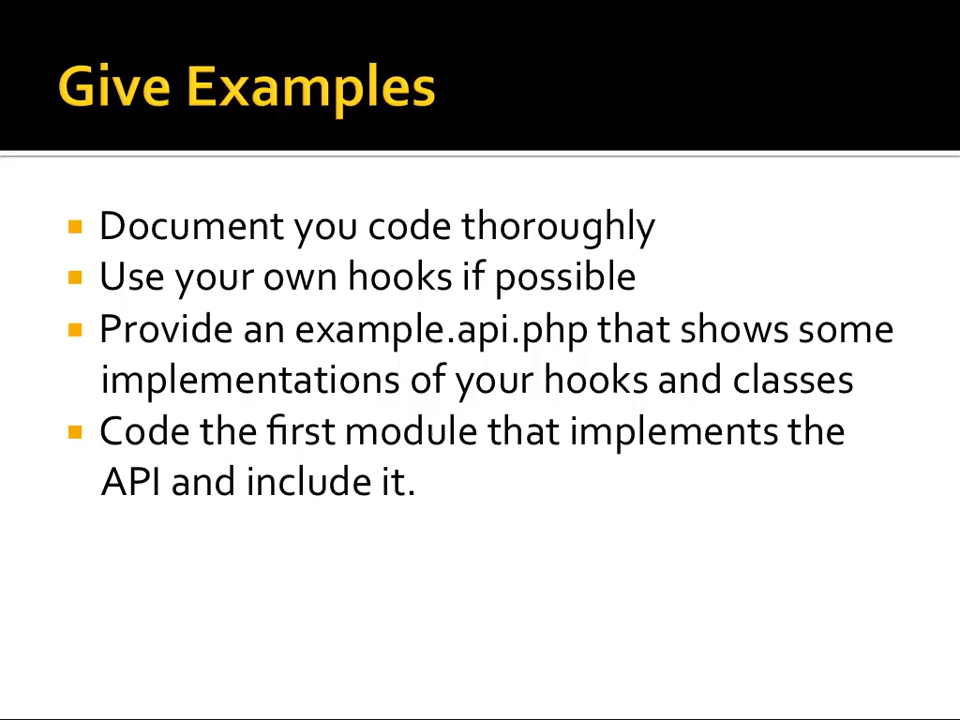 Give Examples
Document you code thoroughly
Use your own hooks if possible
Provide an example.api.php that shows some
implementations of your hooks and classes
Code the first module that implements the
API and include it.